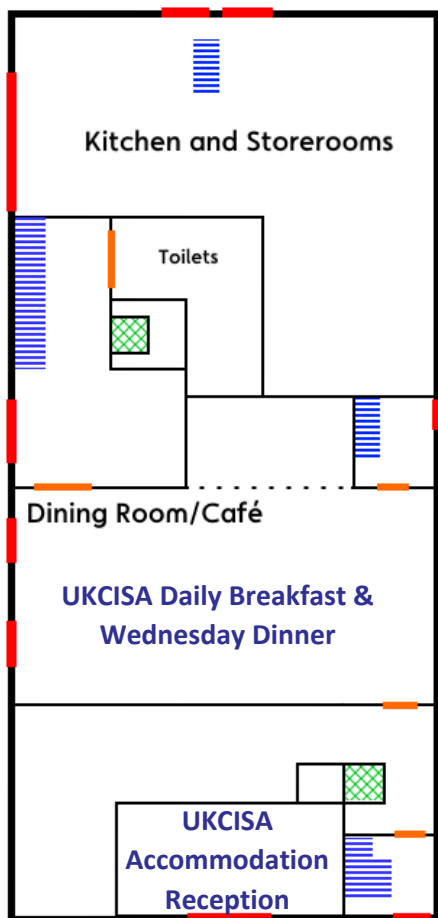 Kitchen and Storerooms
Toilets
Dining Room/Café
UKCISA Daily Breakfast &
Wednesday Dinner
UKCISA
Accommodation
Reception